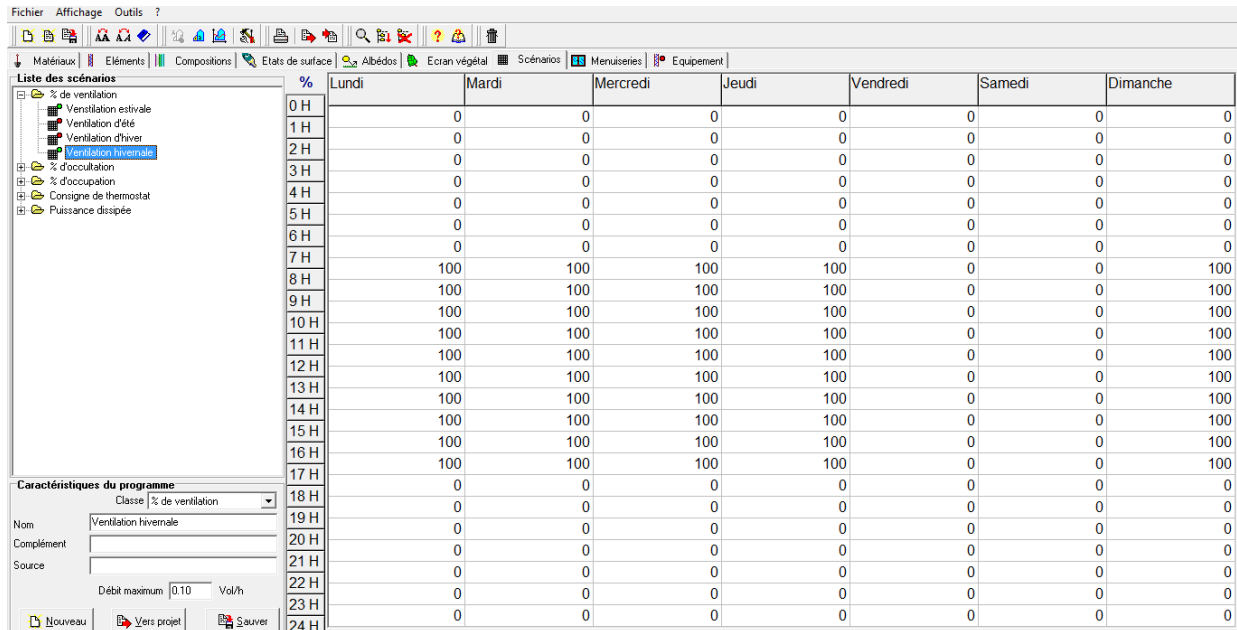 Fichier Affichage Outils ?
Matériaux Eléments Compositions Etats de surface Albédos Ecran végétal Scénarios Menuiseries Equipement
Liste des scénarios
% de ventilation
Venstilation estivale
Ventilation d'été
Ventilation d'hiver
Ventilation hivernale
% d'occultation
% d'occupation
Consigne de thermostat
Puissance dissipée
Caractéristiques du programme
Classe % de ventilation
Nom Ventilation hivernale
Complément
Source
Débit maximum 0.10 Vol/h
Nouveau Vers projet Sauver
% Lundi Mardi Mercredi Jeudi Vendredi Samedi Dimanche
0 H
0 0 0 0 0 0 0
1 H
0 0 0 0 0 0 0
2 H
0 0 0 0 0 0 0
3 H
0 0 0 0 0 0 0
4 H
0 0 0 0 0 0 0
5 H
0 0 0 0 0 0 0
6 H
0 0 0 0 0 0 0
7 H
100 100 100 100 0 0 100
8 H
100 100 100 100 0 0 100
9 H
100 100 100 100 0 0 100
10 H
100 100 100 100 0 0 100
11 H
100 100 100 100 0 0 100
12 H
100 100 100 100 0 0 100
13 H
100 100 100 100 0 0 100
14 H
100 100 100 100 0 0 100
15 H
100 100 100 100 0 0 100
16 H
100 100 100 100 0 0 100
17 H
0 0 0 0 0 0 0
18 H
0 0 0 0 0 0 0
19 H
0 0 0 0 0 0 0
20 H
0 0 0 0 0 0 0
21 H
0 0 0 0 0 0 0
22 H
0 0 0 0 0 0 0
23 H
0 0 0 0 0 0 0
24 H